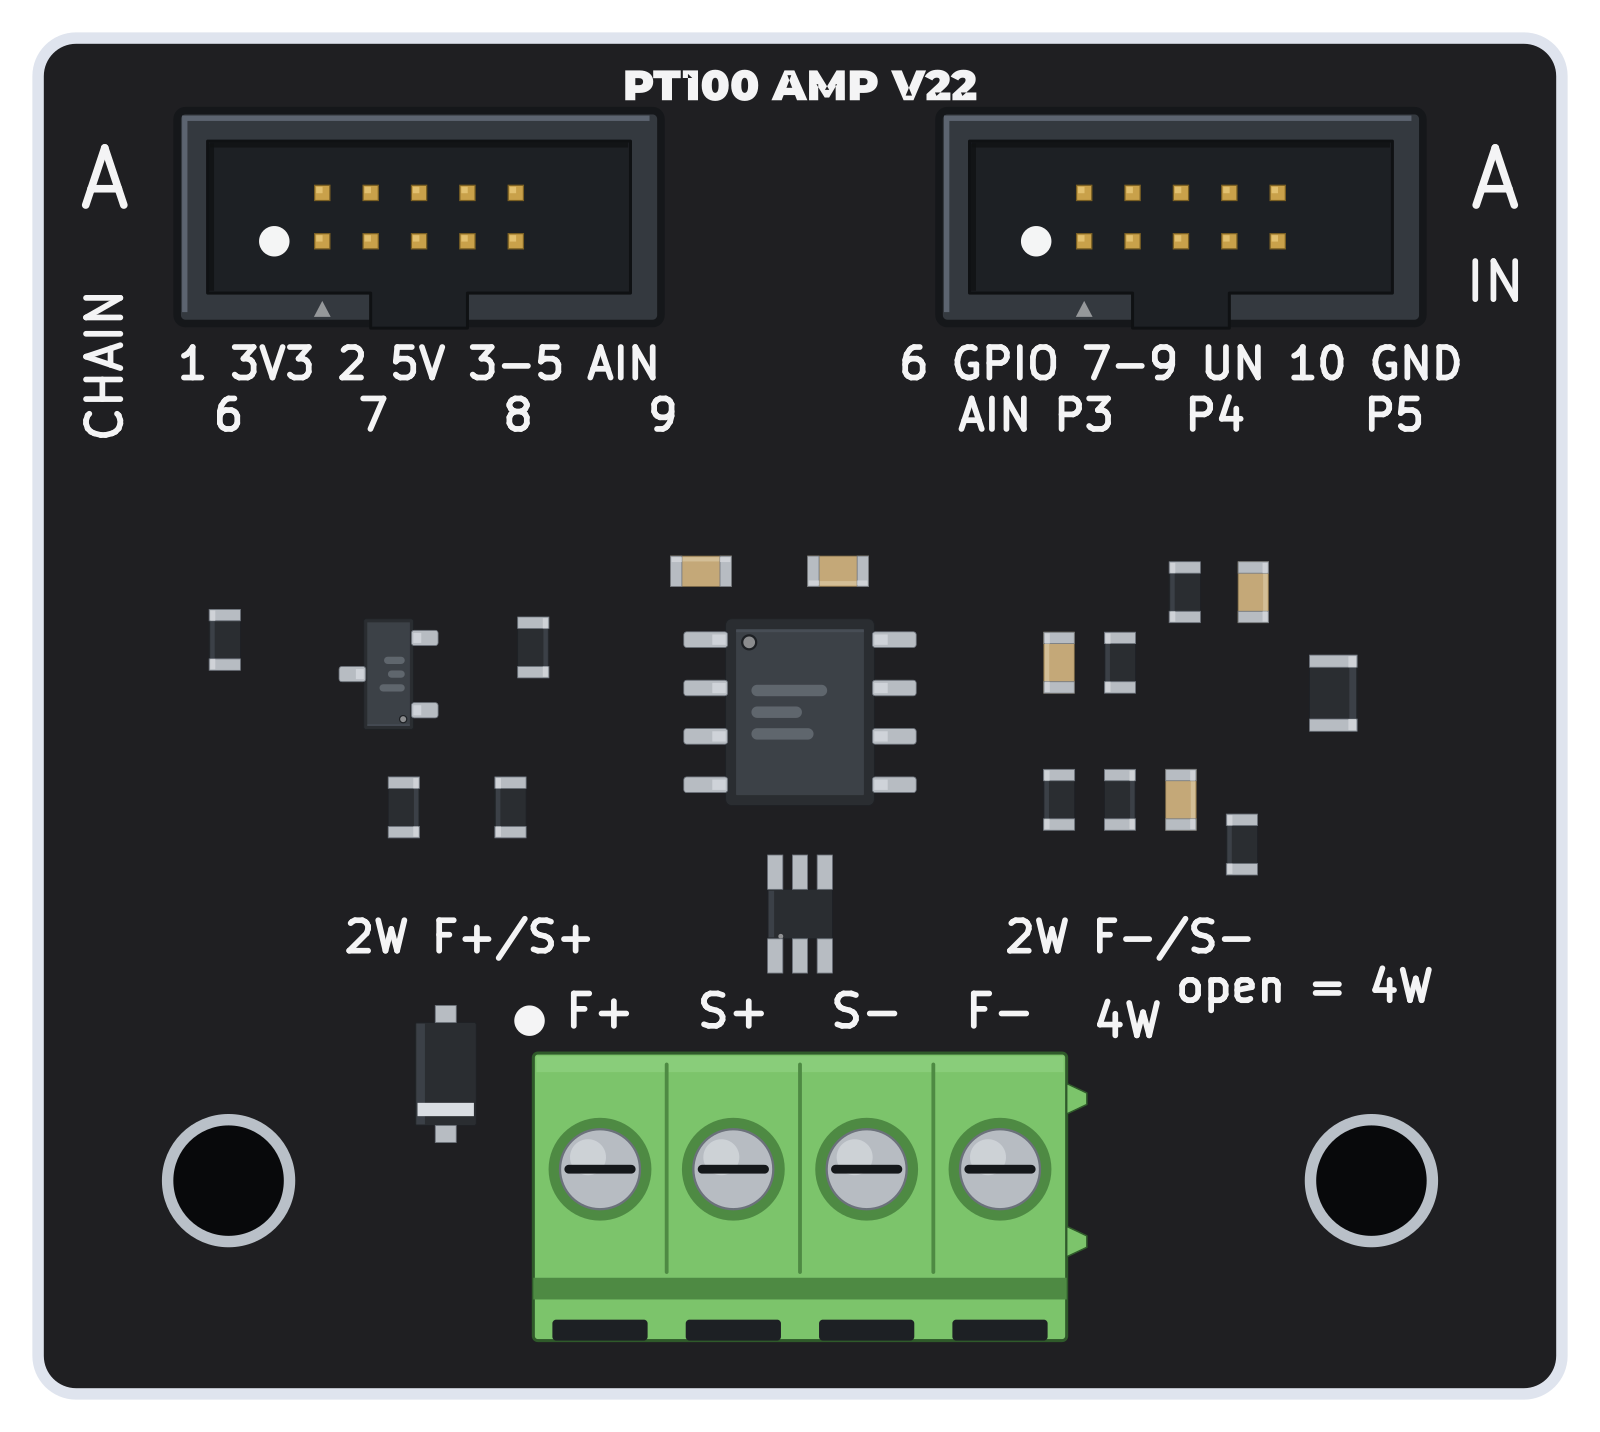 PT100 AMP V22
A
A
IN
CHAIN
1 3V3 2 5V 3-5 AIN
6 GPIO 7-9 UN 10 GND
6 7 8 9
AIN P3 P4 P5
2W F+/S+
2W F-/S-
open = 4W
F+ S+ S- F-
4W